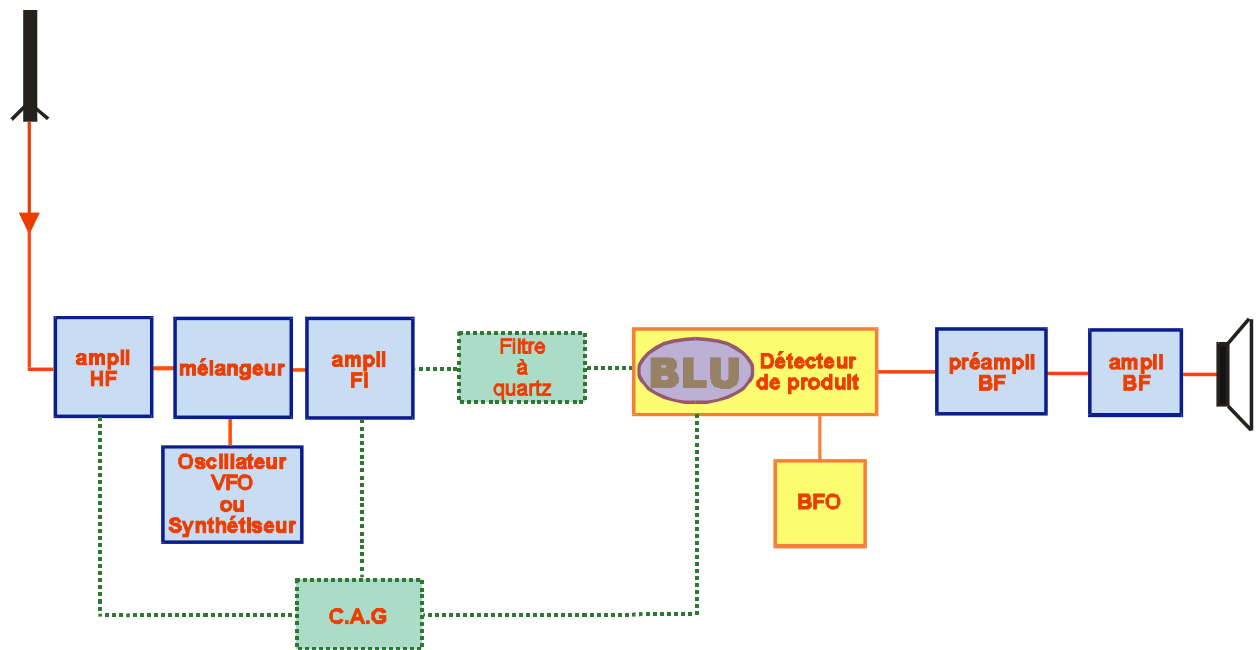 ampli
HF
mélangeur
ampli
FI
Filtre
à
quartz
BLU
Détecteur
de produit
préampli
BF
ampli
BF
Oscillateur
VFO
ou
Synthétiseur
BFO
C.A.G